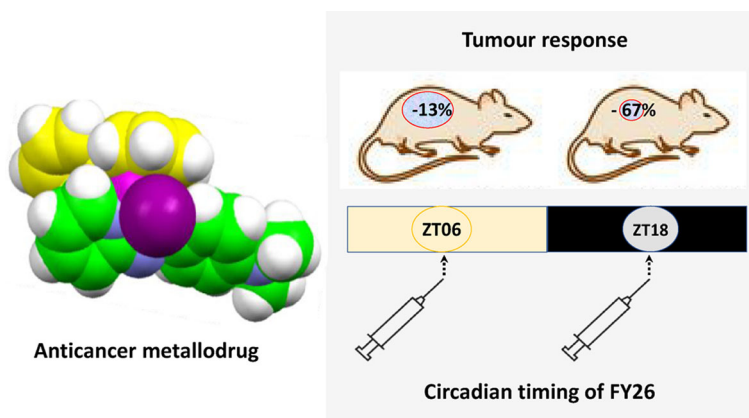 Tumour response
-13%
- 67%
ZT06
ZT18
Anticancer metallodrug
Circadian timing of FY26